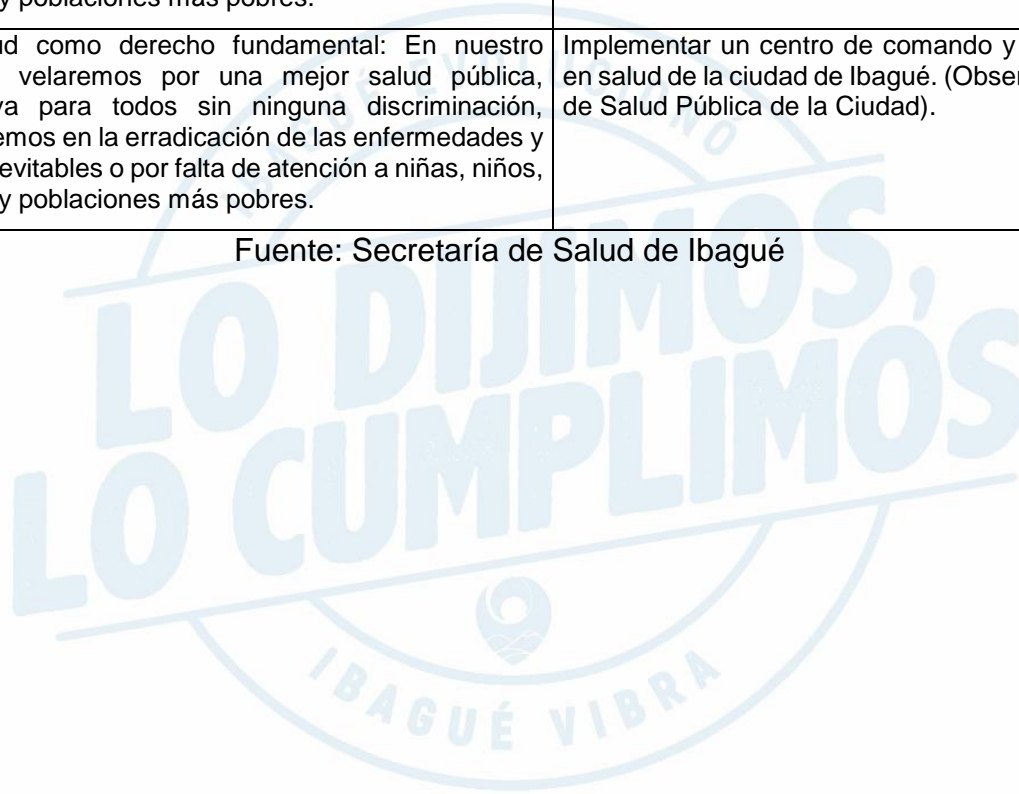 y poblaciones más pobres.
ud como derecho fundamental: En nuestro
velaremos por una mejor salud pública,
va para todos sin ninguna discriminación,
emos en la erradicación de las enfermedades y
evitables o por falta de atención a niñas, niños,
y poblaciones más pobres.
Implementar un centro de comando y
en salud de la ciudad de Ibagué. (Obser
de Salud Pública de la Ciudad).
Fuente: Secretaría de Salud de Ibagué
IBAGUÉ EVOLUCIONÓ
LO DIJIMOS,
LO CUMPLIMOS
IBAGUÉ VIBRA